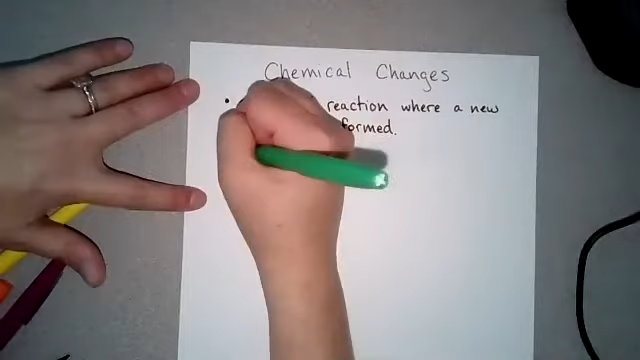 Chemical Changes
• reaction where a new
formed.